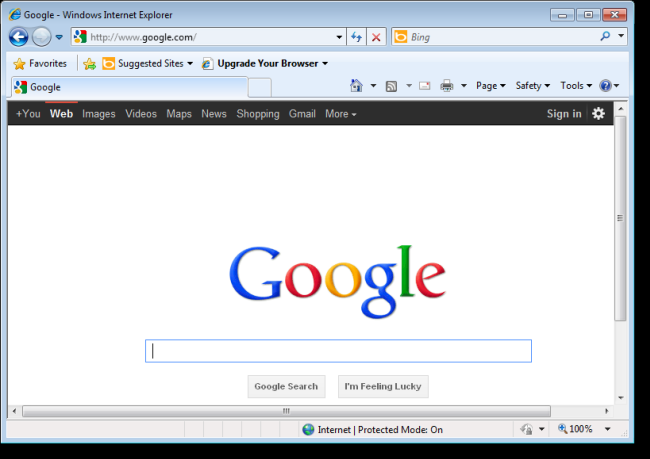 Google - Windows Internet Explorer
http://www.google.com/
Bing
Favorites Suggested Sites Upgrade Your Browser
Google
Page Safety Tools
+You Web Images Videos Maps News Shopping Gmail More Sign in
Google
Google Search I'm Feeling Lucky
Internet | Protected Mode: On 100%